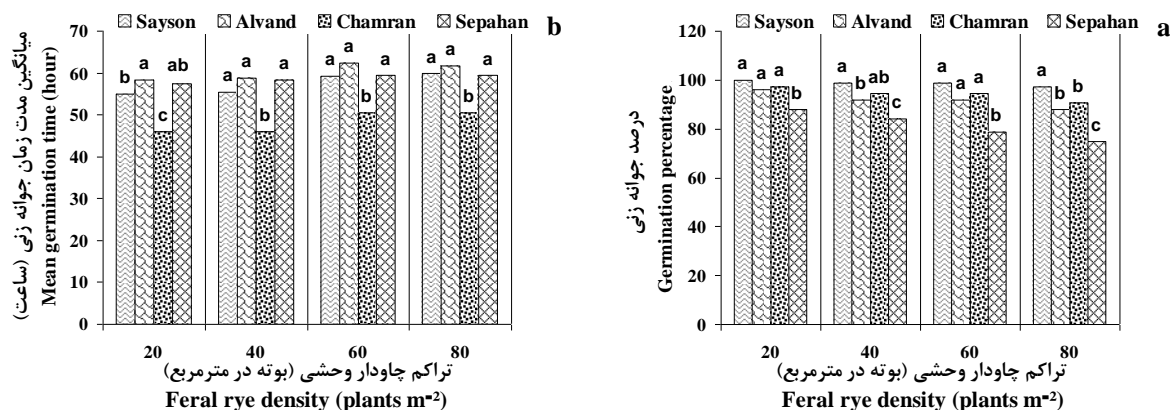 Sayson Alvand Chamran Sepahan
b
میانگین مدت زمان جوانه زنی (ساعت)
Mean germination time (hour)
70
60
50
40
30
20
10
0
b a c ab
a a b a
a a b a
a a b a
20 40 60 80
تراکم چاودار وحشی (بوته در مترمربع)
Feral rye density (plants m⁻²)
Sayson Alvand Chamran Sepahan
a
درصد جوانه زنی
Germination percentage
120
100
80
60
40
20
0
a a a b
a b ab c
a a a b
a b b c
20 40 60 80
تراکم چاودار وحشی (بوته در مترمربع)
Feral rye density (plants m⁻²)